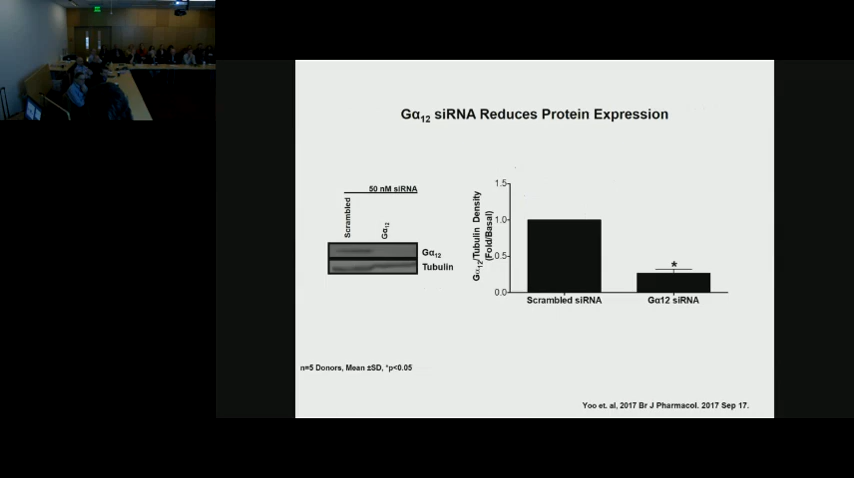 Gα12 siRNA Reduces Protein Expression
50 nM siRNA
Scrambled
Gα12
Gα12
Tubulin
Gα12/Tubulin Density
(Fold/Basal)
1.5
1.0
0.5
0.0
*
Scrambled siRNA
Gα12 siRNA
n=5 Donors, Mean ±SD, *p<0.05
Yoo et. al, 2017 Br J Pharmacol. 2017 Sep 17.